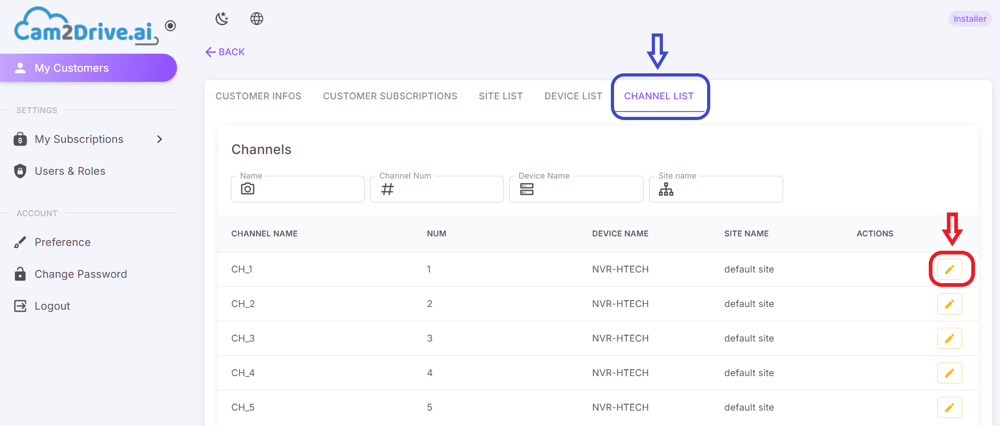 Cam2Drive.ai
Installer
BACK
My Customers
CUSTOMER INFOS CUSTOMER SUBSCRIPTIONS SITE LIST DEVICE LIST CHANNEL LIST
SETTINGS
My Subscriptions
Users & Roles
ACCOUNT
Preference
Change Password
Logout
Channels
Name Channel Num Device Name Site name
CHANNEL NAME NUM DEVICE NAME SITE NAME ACTIONS
CH_1 1 NVR-HTECH default site
CH_2 2 NVR-HTECH default site
CH_3 3 NVR-HTECH default site
CH_4 4 NVR-HTECH default site
CH_5 5 NVR-HTECH default site